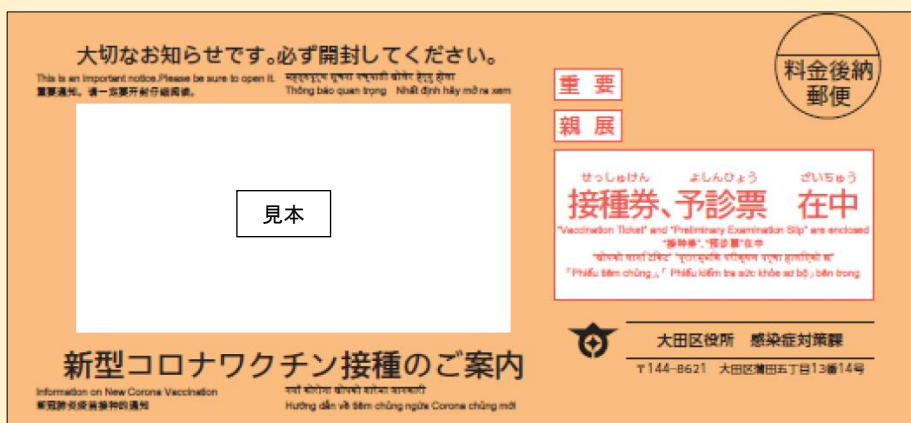 大切なお知らせです。必ず開封してください。
This is an important notice.Please be sure to open it.
重要通知。请一定要开封仔细阅读。
Thông báo quan trọng Nhất định hãy mở ra xem
見本
新型コロナワクチン接種のご案内
Information on New Corona Vaccination
新冠肺炎疫苗接种的通知
नयाँ कोरोना खोपको बारेमा जानकारी
Hướng dẫn về tiêm chủng ngừa Corona chủng mới
料金後納
郵便
重要
親展
せっしゅけん よしんひょう ざいちゅう
接種券、予診票 在中
"Vaccination Ticket" and "Preliminary Examination Slip" are enclosed
"接种券"、"预诊票"在中
「Phiếu tiêm chủng」、「Phiếu kiểm tra sức khỏe sơ bộ」bên trong
大田区役所 感染症対策課
〒144-8621 大田区蒲田五丁目13番14号